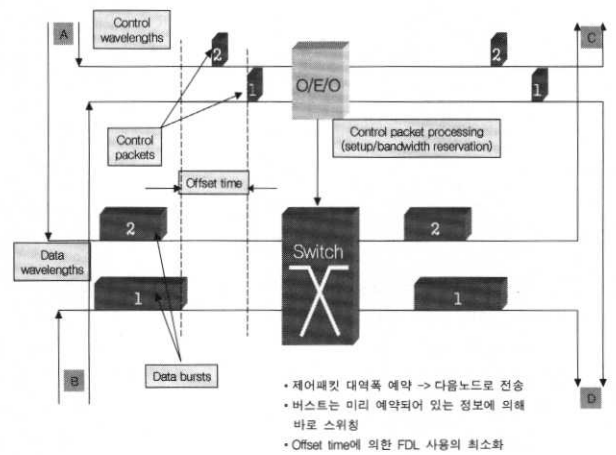 A
Control
wavelengths
2
2
C
1
O/E/O
1
Control
packets
Control packet processing
(setup/bandwidth reservation)
Offset time
2
2
Data
wavelengths
Switch
1
1
B
Data bursts
D
• 제어패킷 대역폭 예약 -> 다음노드로 전송
• 버스트는 미리 예약되어 있는 정보에 의해
바로 스위칭
• Offset time에 의한 FDL 사용의 최소화